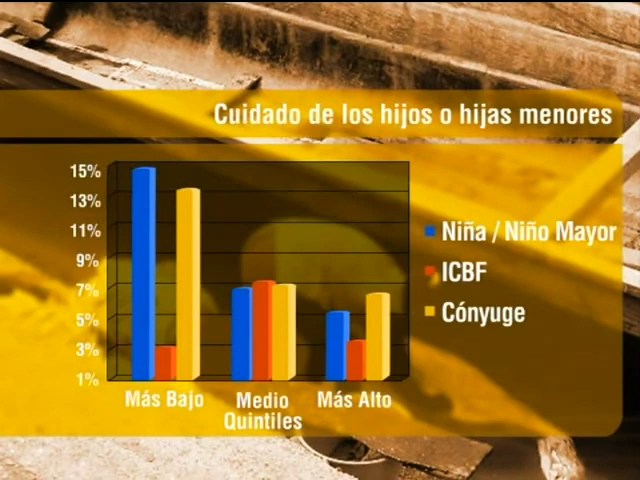 Cuidado de los hijos o hijas menores
15%
13%
11%
9%
7%
5%
3%
1%
Niña / Niño Mayor
ICBF
Cónyuge
Más Bajo
Medio
Quintiles
Más Alto